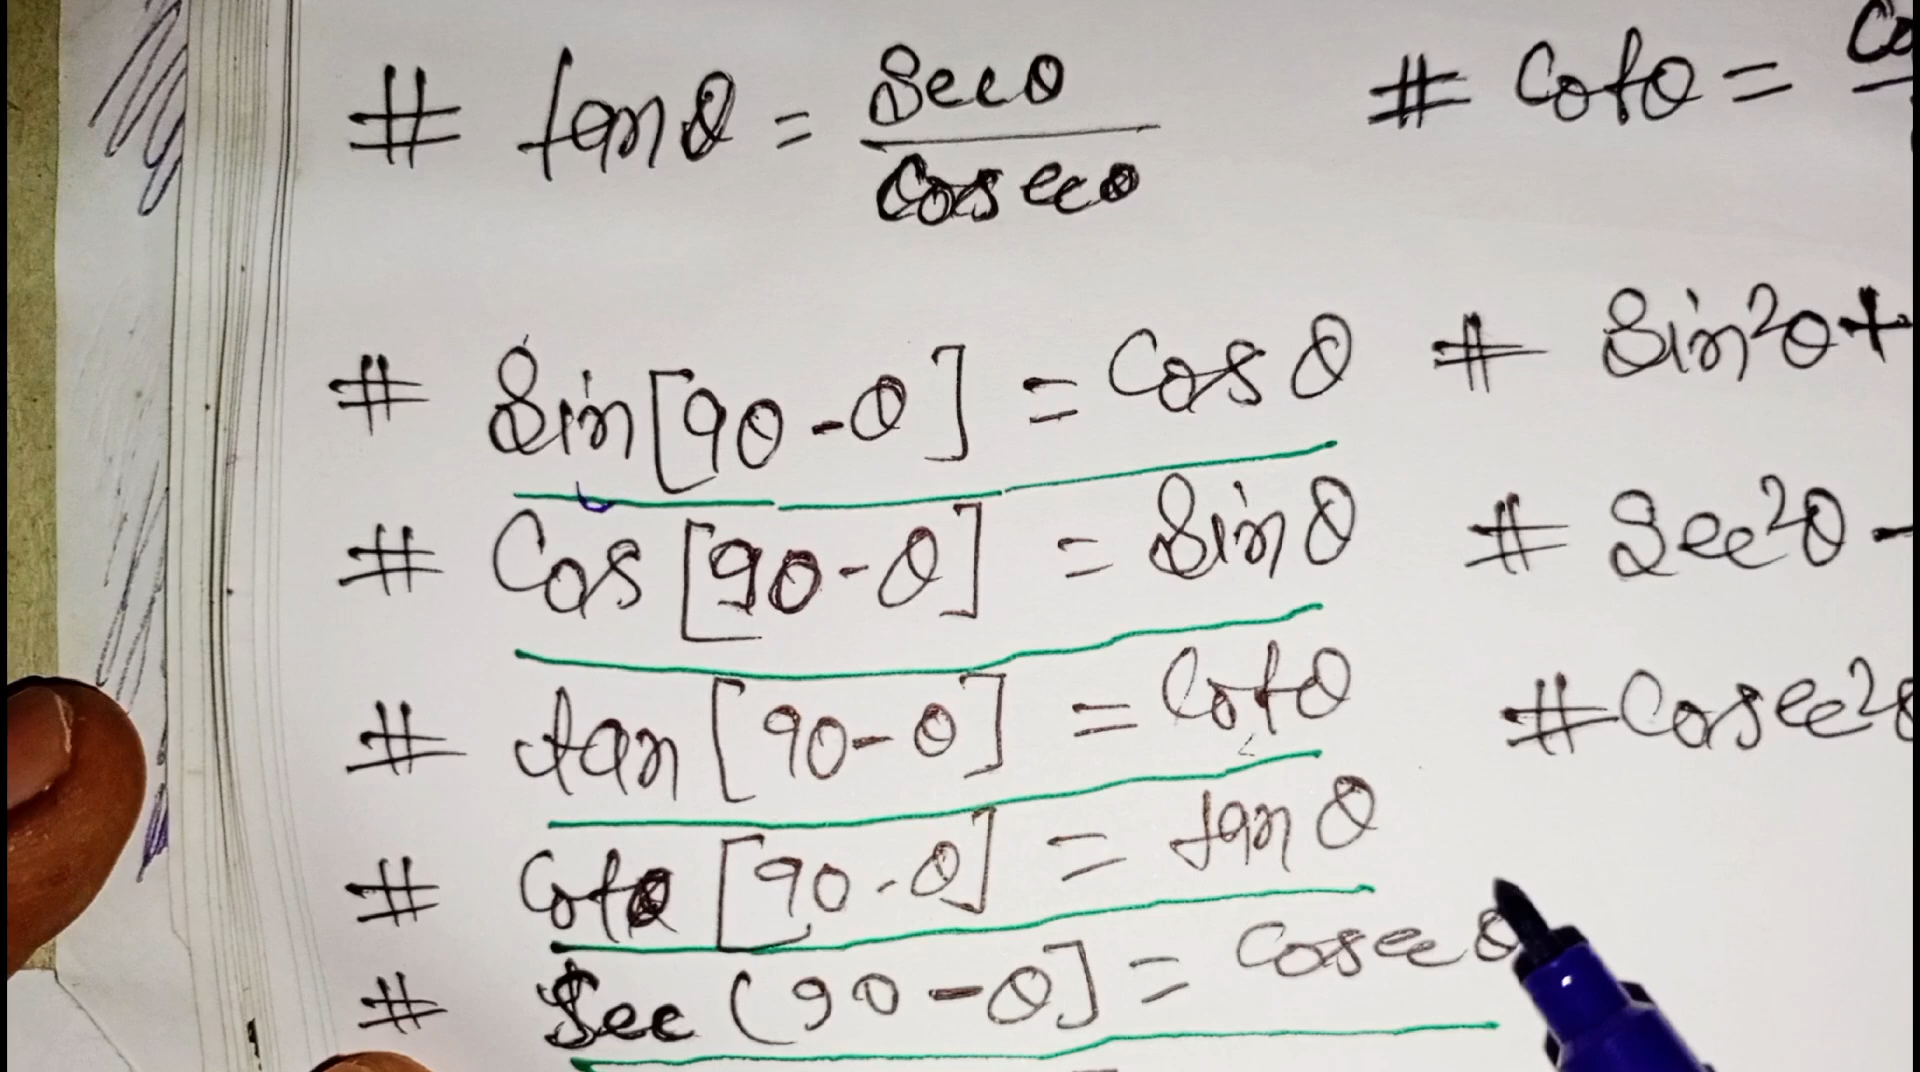 # tanθ = Secθ/Cosecθ # Cotθ =
# Sin[90-θ] = Cosθ # Sin²θ+
# Cos[90-θ] = Sinθ # Sec²θ-
# tan[90-θ] = Cotθ # Cosec²θ
# Cot[90-θ] = tanθ
# Sec(90-θ] = Cosecθ